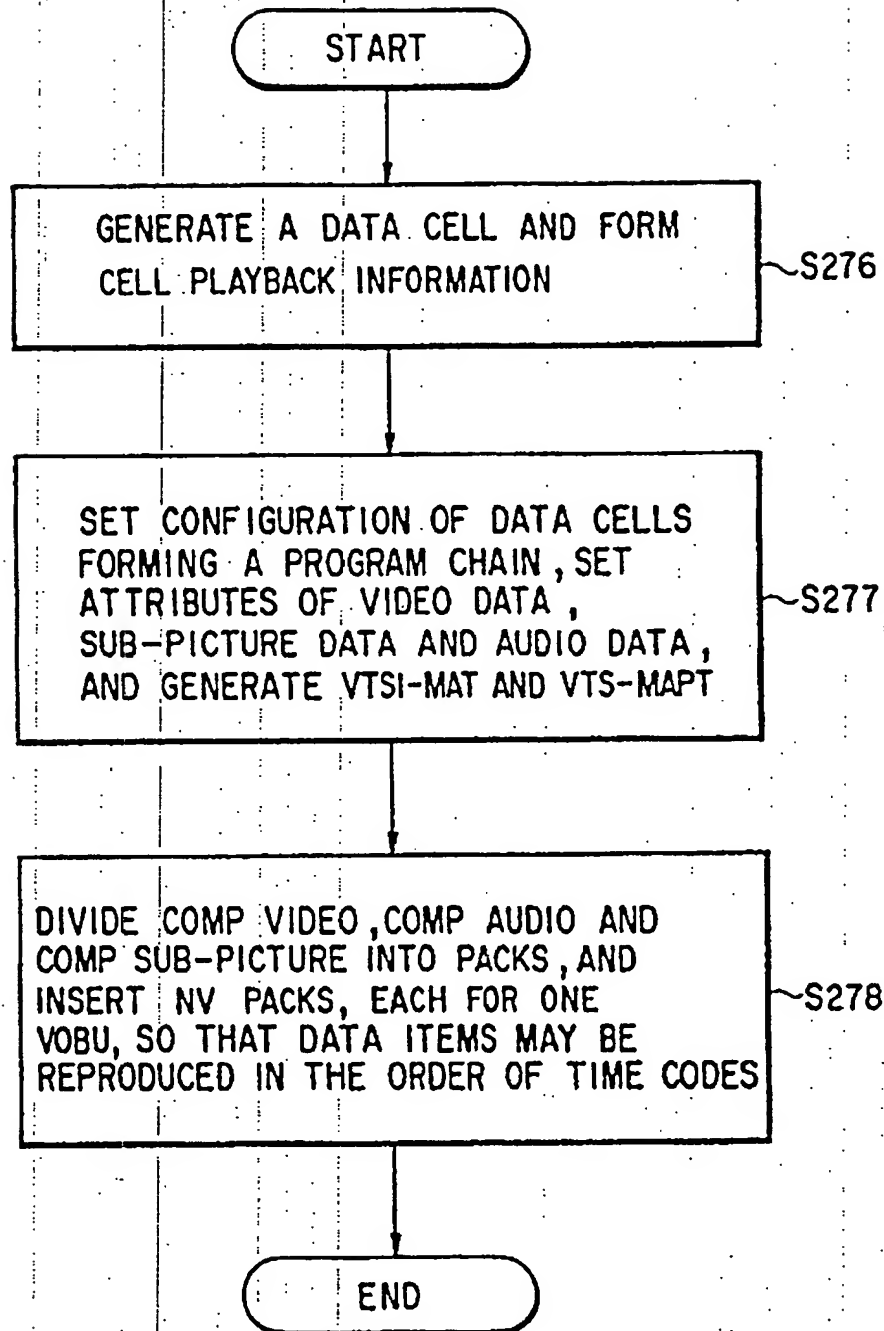 START
GENERATE A DATA CELL AND FORM
CELL PLAYBACK INFORMATION
S276
SET CONFIGURATION OF DATA CELLS
FORMING A PROGRAM CHAIN, SET
ATTRIBUTES OF VIDEO DATA,
SUB-PICTURE DATA AND AUDIO DATA,
AND GENERATE VTSI-MAT AND VTS-MAPT
S277
DIVIDE COMP VIDEO, COMP AUDIO AND
COMP SUB-PICTURE INTO PACKS, AND
INSERT NV PACKS, EACH FOR ONE
VOBU, SO THAT DATA ITEMS MAY BE
REPRODUCED IN THE ORDER OF TIME CODES
S278
END